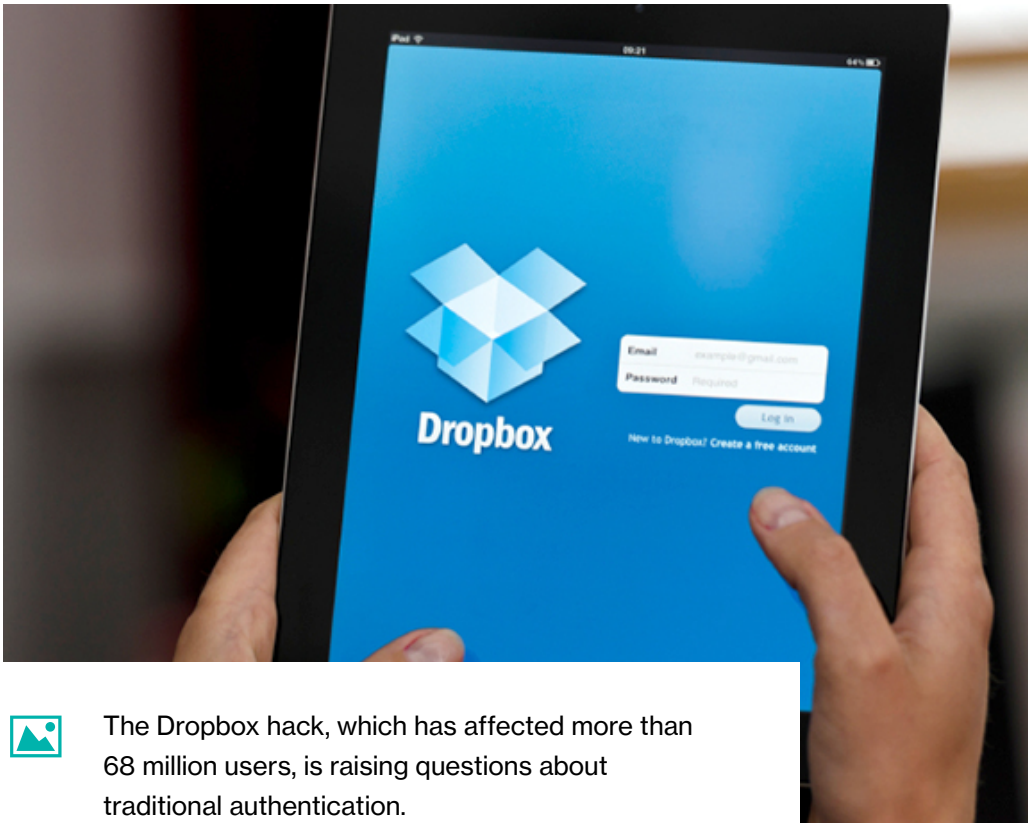 iPad
09:21
64%
Email example@gmail.com
Password Required
Log in
Dropbox
New to Dropbox? Create a free account
The Dropbox hack, which has affected more than
68 million users, is raising questions about
traditional authentication.